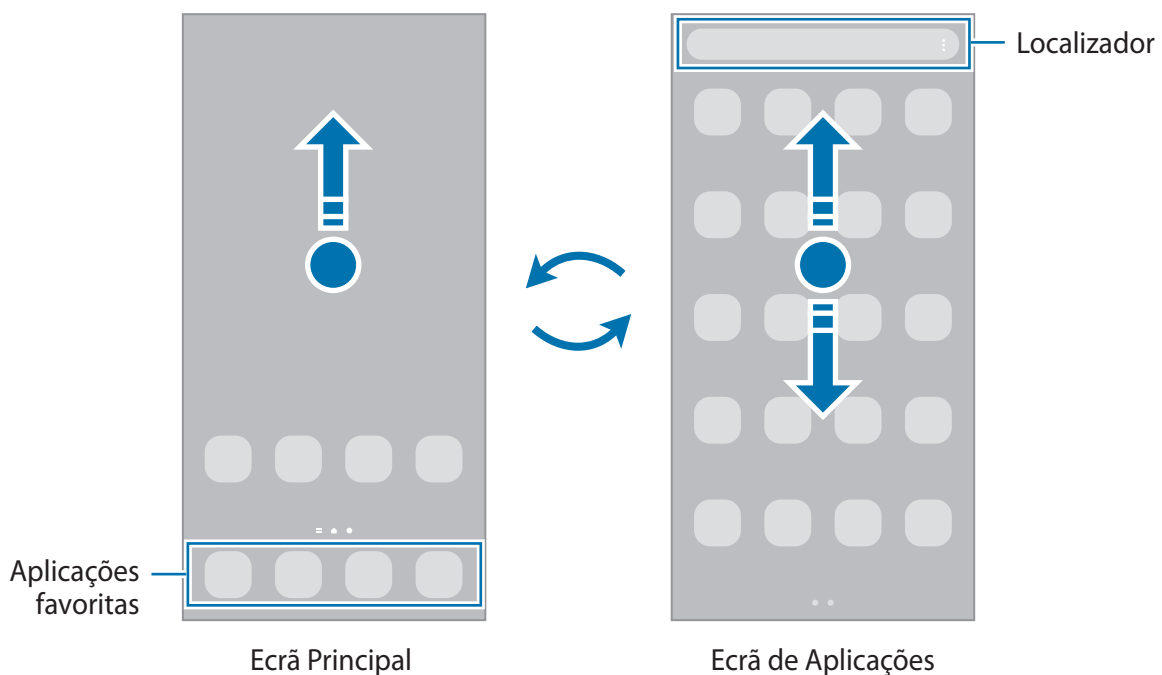 Localizador
Aplicações
favoritas
Ecrã Principal
Ecrã de Aplicações